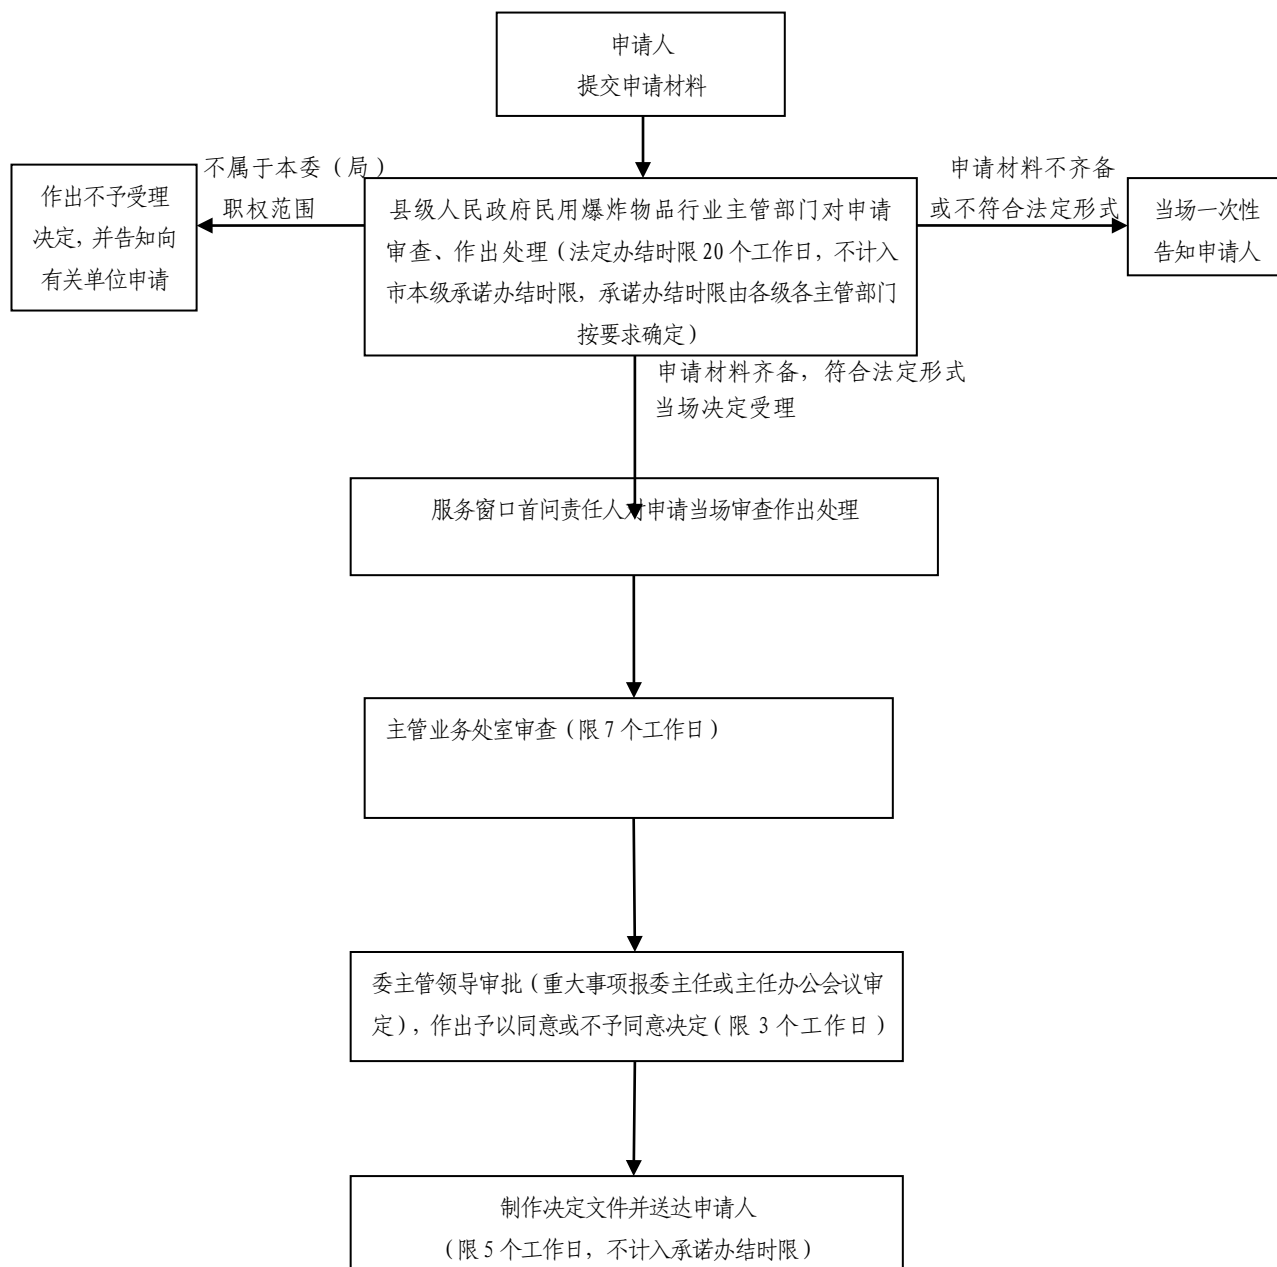 申请人
提交申请材料
不属于本委（局）
职权范围
申请材料不齐备
或不符合法定形式
作出不予受理
决定，并告知向
有关单位申请
县级人民政府民用爆炸物品行业主管部门对申请
审查、作出处理（法定办结时限 20 个工作日，不计入
市本级承诺办结时限，承诺办结时限由各级各主管部门
按要求确定）
当场一次性
告知申请人
申请材料齐备，符合法定形式
当场决定受理
服务窗口首问责任人对申请当场审查作出处理
主管业务处室审查（限 7 个工作日）
委主管领导审批（重大事项报委主任或主任办公会议审
定），作出予以同意或不予同意决定（限 3 个工作日）
制作决定文件并送达申请人
（限 5 个工作日，不计入承诺办结时限）